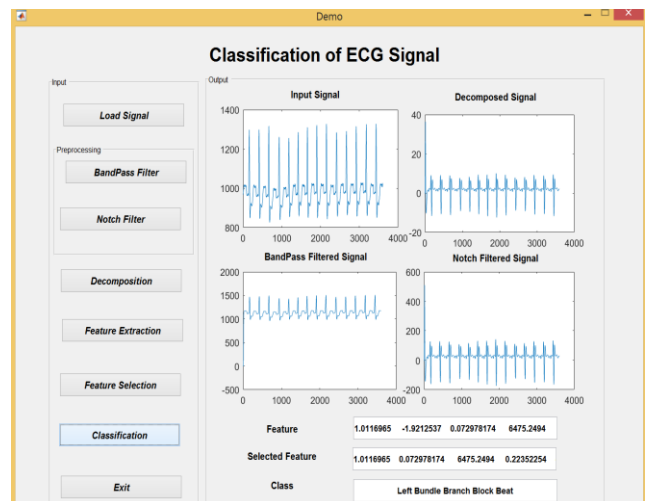 Demo
Classification of ECG Signal
Input
Load Signal
Preprocessing
BandPass Filter
Notch Filter
Decomposition
Feature Extraction
Feature Selection
Classification
Exit
Output
Input Signal
1400
1200
1000
800
0 1000 2000 3000 4000
Decomposed Signal
40
20
0
-20
0 1000 2000 3000 4000
BandPass Filtered Signal
2000
1500
1000
500
0
-500
0 1000 2000 3000 4000
Notch Filtered Signal
600
400
200
0
-200
0 1000 2000 3000 4000
Feature 1.0116965 -1.9212537 0.072978174 6475.2494
Selected Feature 1.0116965 0.072978174 6475.2494 0.22352254
Class Left Bundle Branch Block Beat